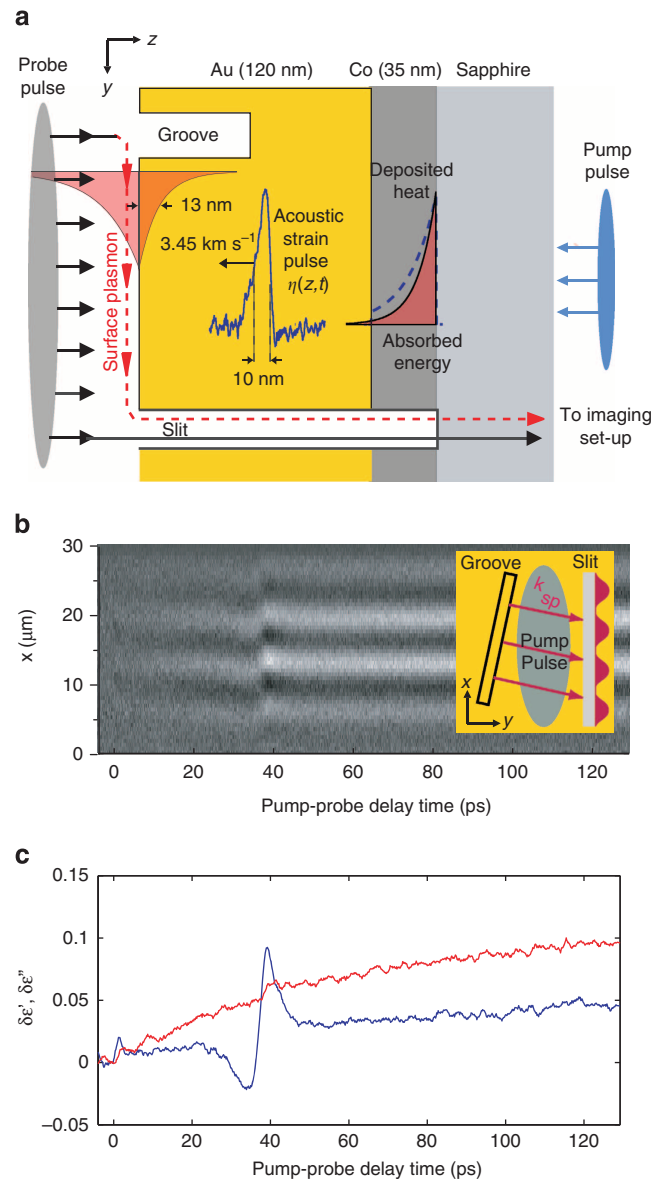 a
z
y
Probe
pulse
Au (120 nm)
Co (35 nm)
Sapphire
Groove
Pump
pulse
Deposited
heat
13 nm
Acoustic
strain
pulse
η(z,t)
3.45 km s⁻¹
Surface plasmon
10 nm
Absorbed
energy
To imaging
set-up
Slit
b
30
20
10
0
x (μm)
Groove
Slit
k sp
Pump
Pulse
x
y
0
20
40
60
80
100
120
Pump-probe delay time (ps)
c
0.15
0.1
0.05
0
–0.05
δε', δε"
0
20
40
60
80
100
120
Pump-probe delay time (ps)